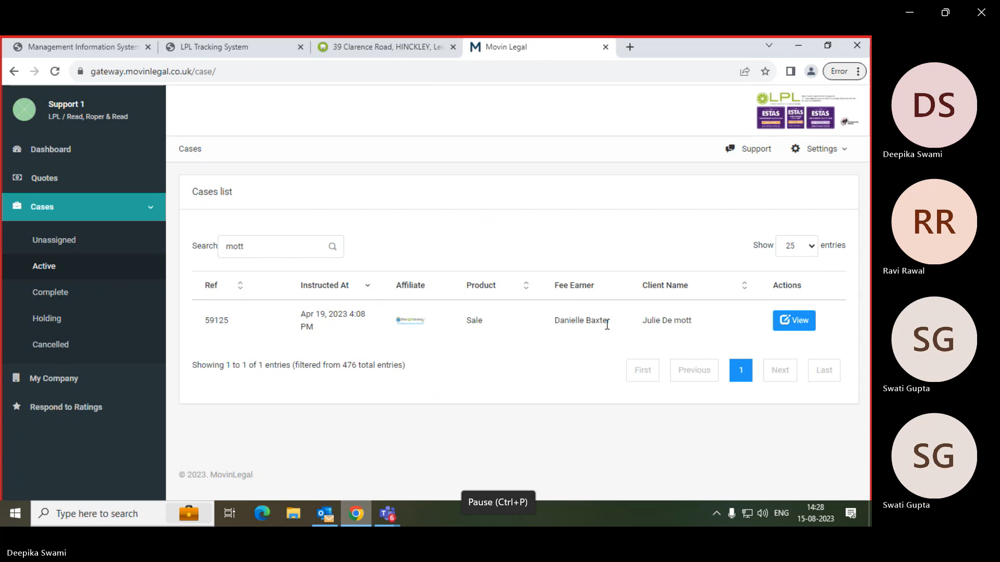 Management Information System
LPL Tracking System
39 Clarence Road, HINCKLEY, Lei
Movin Legal
gateway.movinlegal.co.uk/case/
Error
Support 1
LPL / Read, Roper & Read
LPL
ESTAS
ESTAS
ESTAS
Dashboard
Cases
Support
Settings
Quotes
Cases
Cases list
Unassigned
Search
mott
Show
25
entries
Active
Ref
Instructed At
Affiliate
Product
Fee Earner
Client Name
Actions
Complete
59125
Apr 19, 2023 4:08
PM
therightbroker
Sale
Danielle Baxter
Julie De mott
View
Holding
Cancelled
Showing 1 to 1 of 1 entries (filtered from 476 total entries)
First
Previous
1
Next
Last
My Company
Respond to Ratings
© 2023. MovinLegal
Pause (Ctrl+P)
Type here to search
6
ENG
14:28
15-08-2023
DS
Deepika Swami
RR
Ravi Rawal
SG
Swati Gupta
SG
Swati Gupta
Deepika Swami